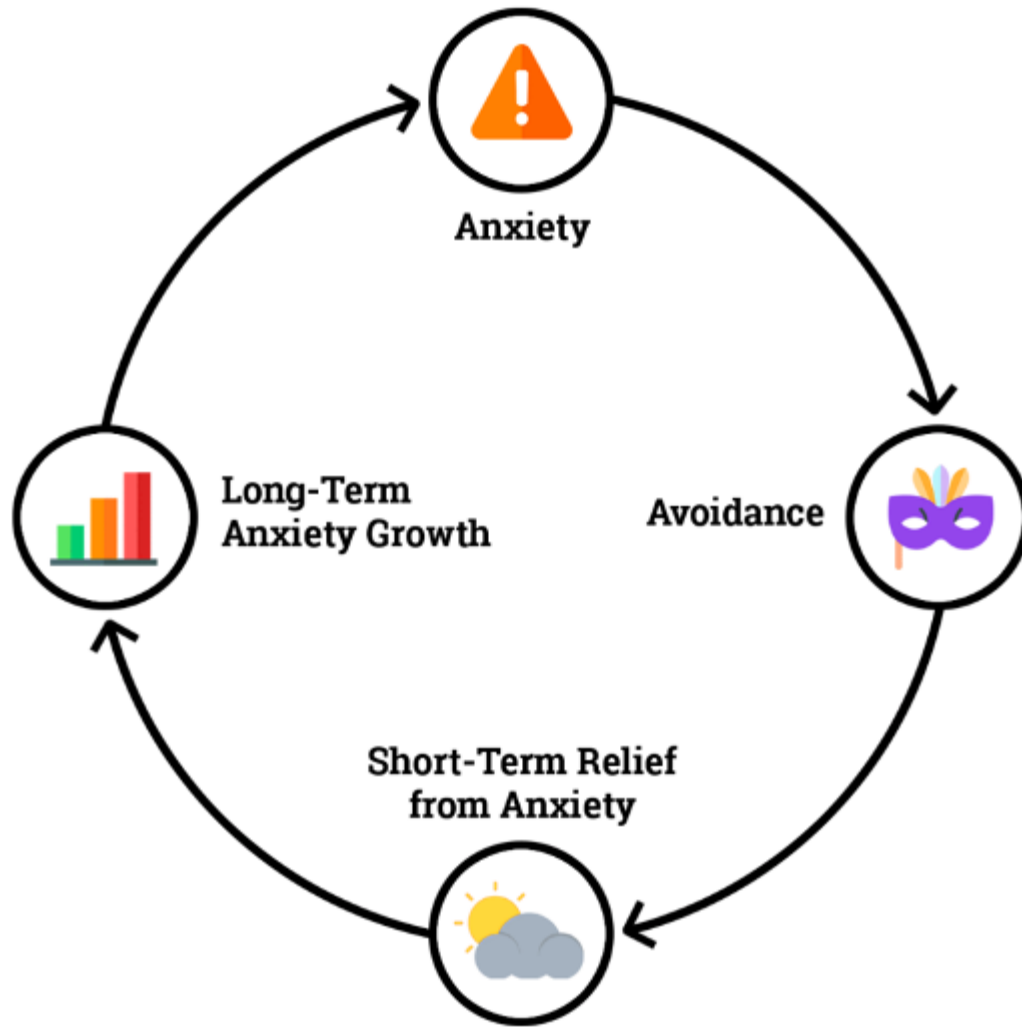 Anxiety
Long-Term
Anxiety Growth
Avoidance
Short-Term Relief
from Anxiety